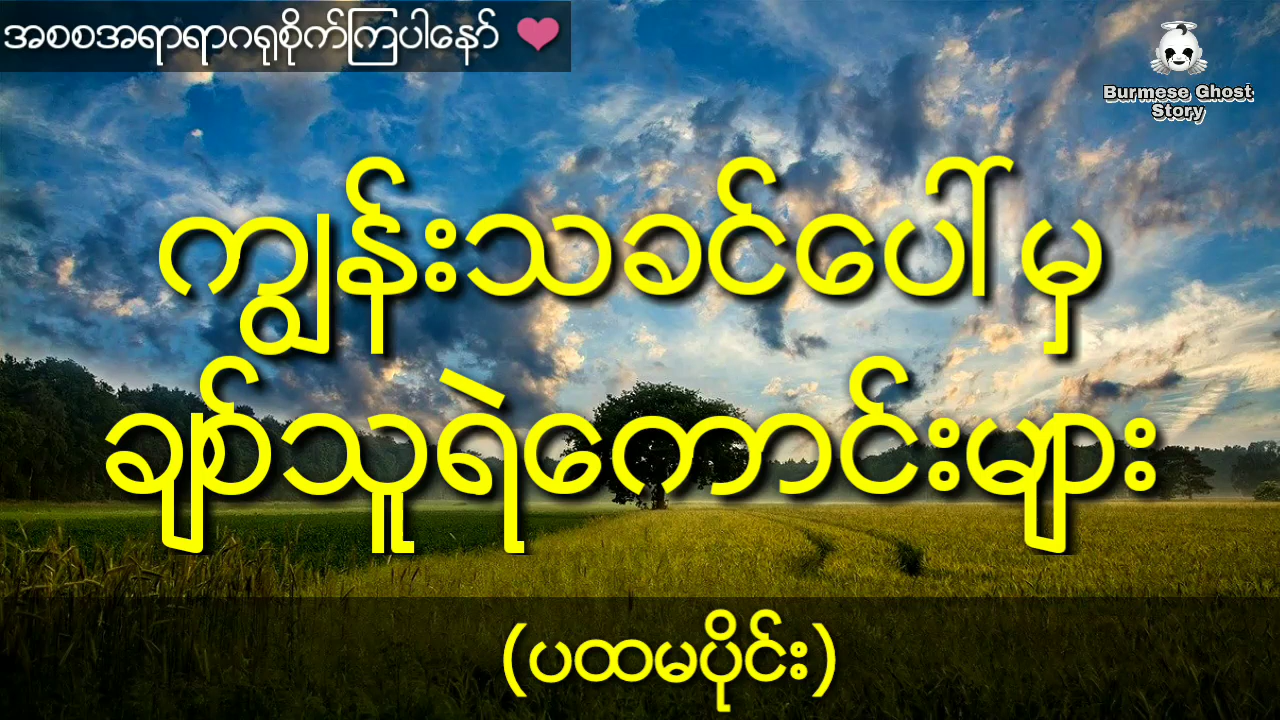 အစစအရာရာဂရုစိုက်ကြပါနော် ❤
Burmese Ghost
Story
ကျွန်းသခင်ပေါ်မှ
ချစ်သူရဲကောင်းများ
(ပထမပိုင်း)